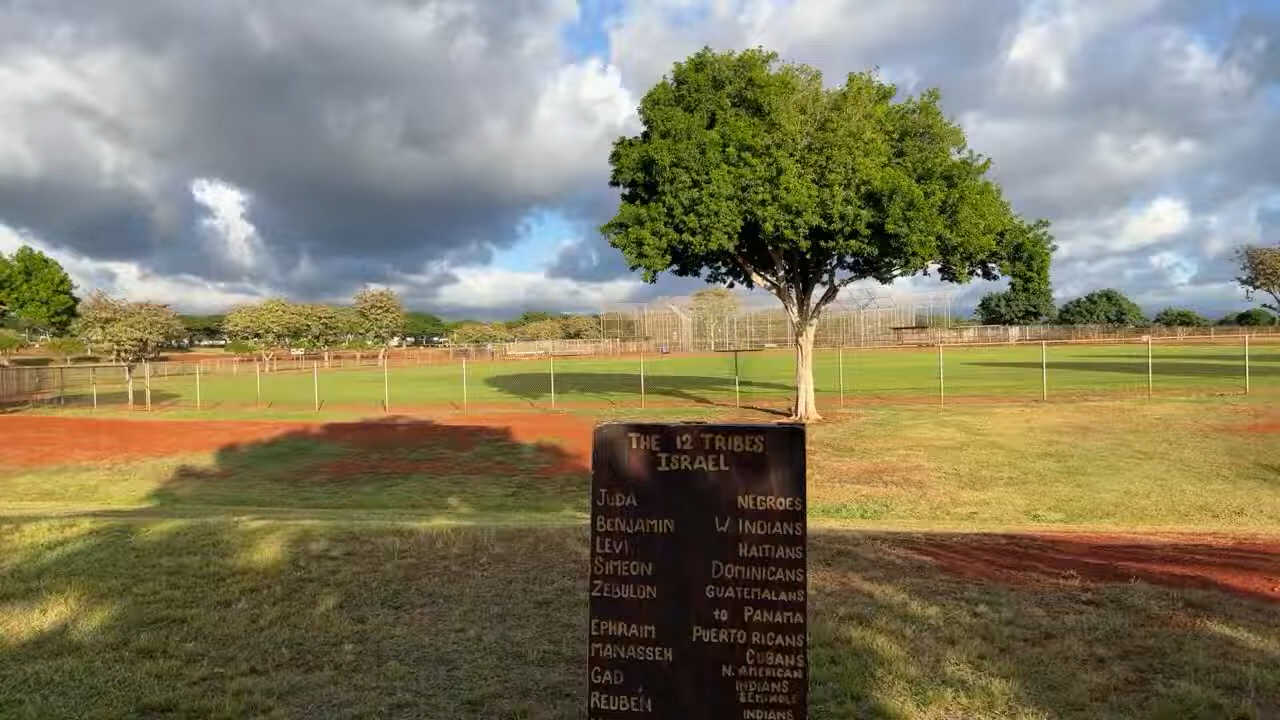 THE 12 TRIBES
ISRAEL
JUDA NEGROES
BENJAMIN W INDIANS
LEVI HAITIANS
SIMEON DOMINICANS
ZEBULON GUATEMALANS
to PANAMA
EPHRAIM PUERTO RICANS
MANASSEH CUBANS
GAD N. AMERICAN
INDIANS
REUBEN SEMINOLE
INDIANS